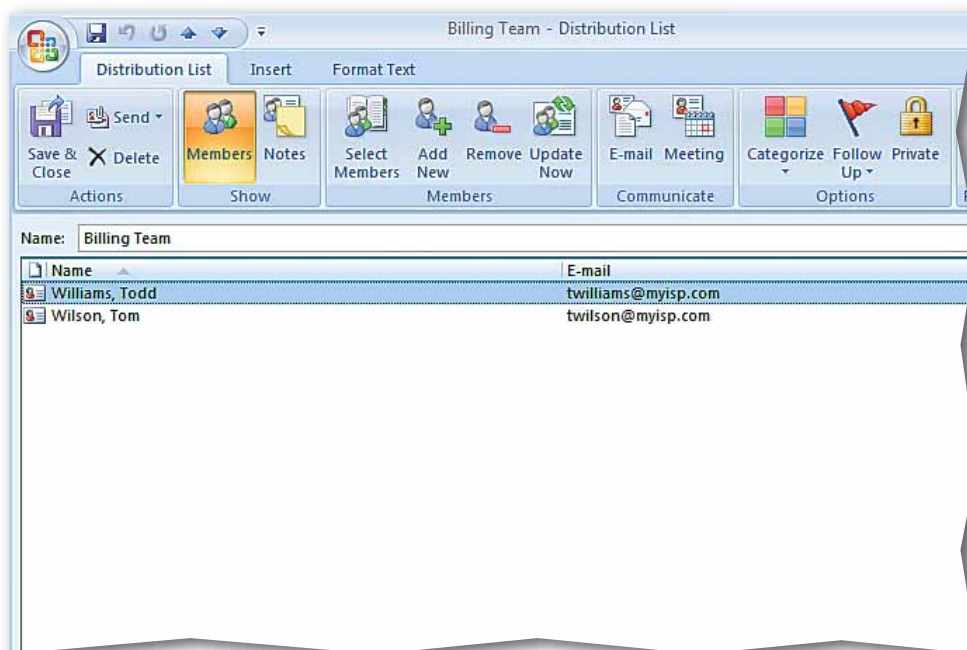 Billing Team - Distribution List
Distribution List Insert Format Text
Save & Close Send Delete Members Notes Select Members Add New Remove Update Now E-mail Meeting Categorize Follow Up Private
Actions Show Members Communicate Options
Name: Billing Team
Name E-mail
Williams, Todd twilliams@myisp.com
Wilson, Tom twilson@myisp.com